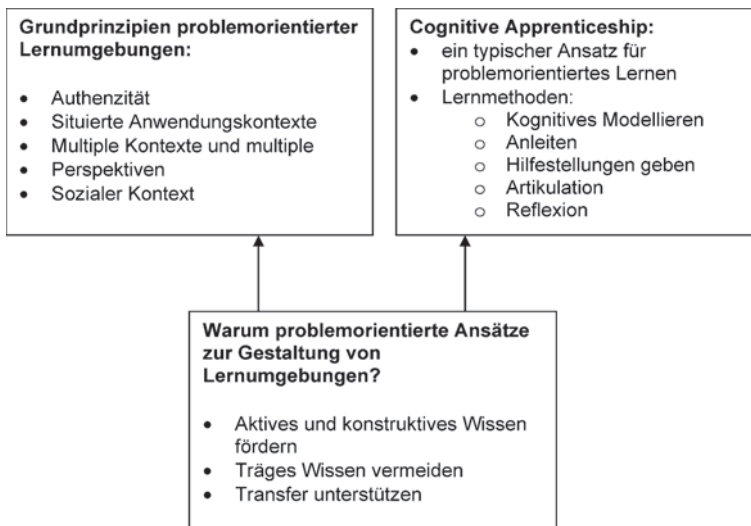 Grundprinzipien problemorientierter
Lernumgebungen:
• Authenzität
• Situierte Anwendungskontexte
• Multiple Kontexte und multiple
• Perspektiven
• Sozialer Kontext
Cognitive Apprenticeship:
• ein typischer Ansatz für
problemorientiertes Lernen
• Lernmethoden:
o Kognitives Modellieren
o Anleiten
o Hilfestellungen geben
o Artikulation
o Reflexion
Warum problemorientierte Ansätze
zur Gestaltung von
Lernumgebungen?
• Aktives und konstruktives Wissen
fördern
• Träges Wissen vermeiden
• Transfer unterstützen